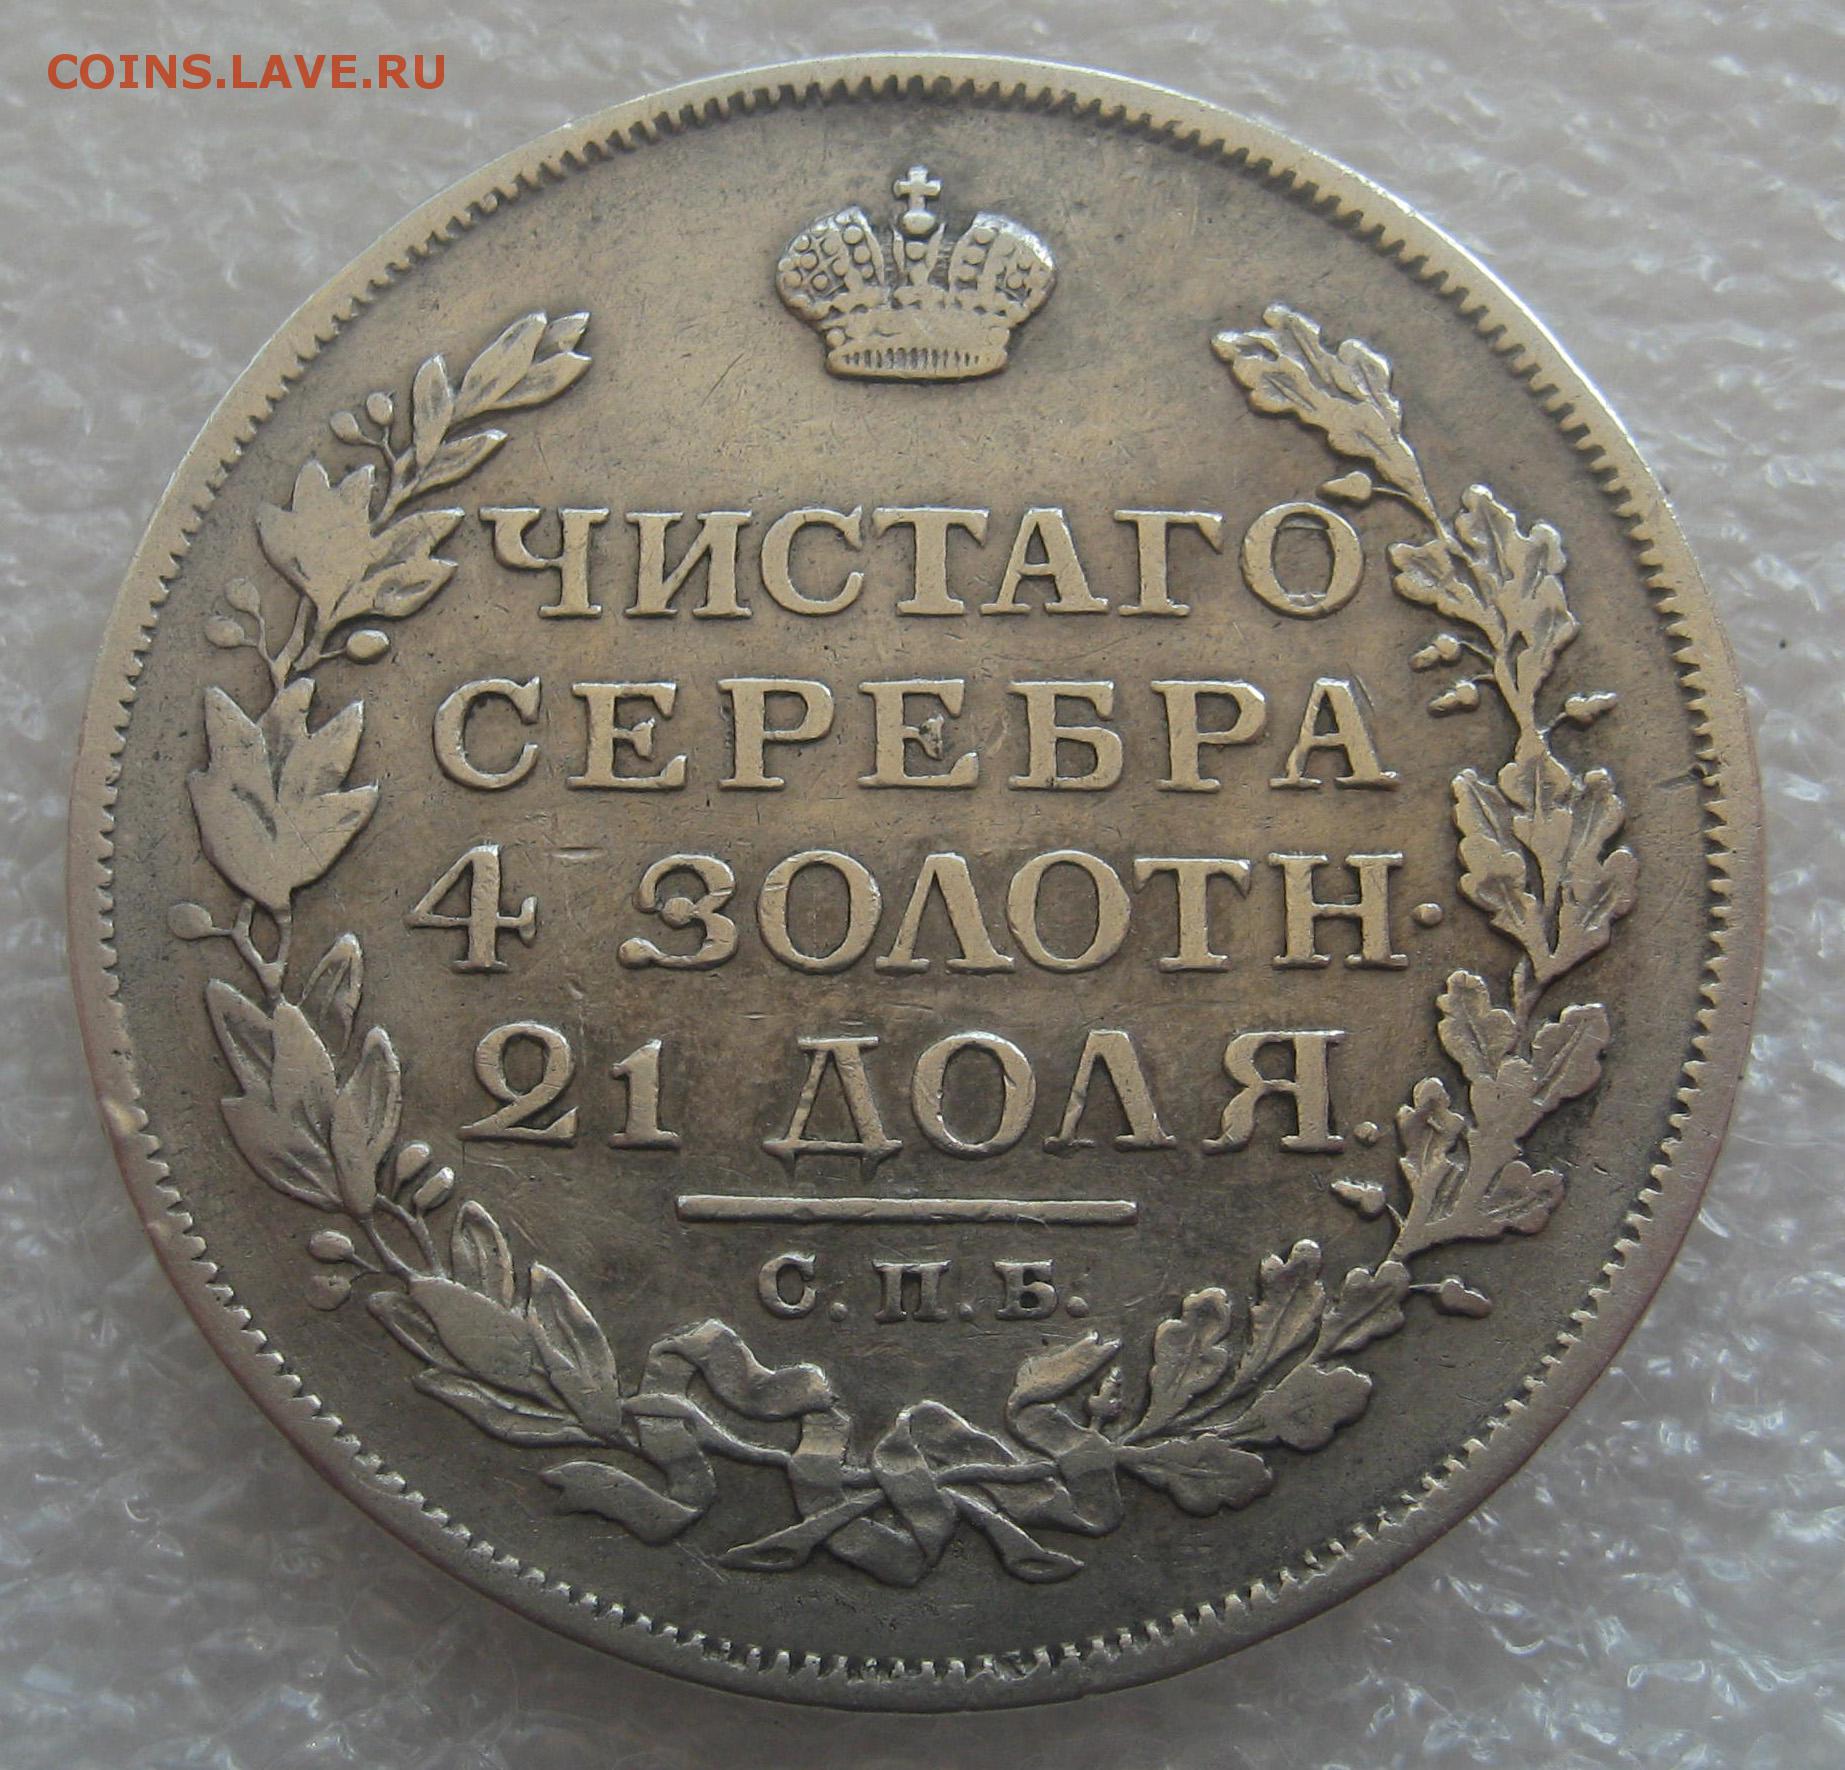 COINS.LAVE.RU
ЧИСТАГО
СЕРЕБРА
4 ЗОЛОТН.
21 ДОЛЯ.
С.П.Б.